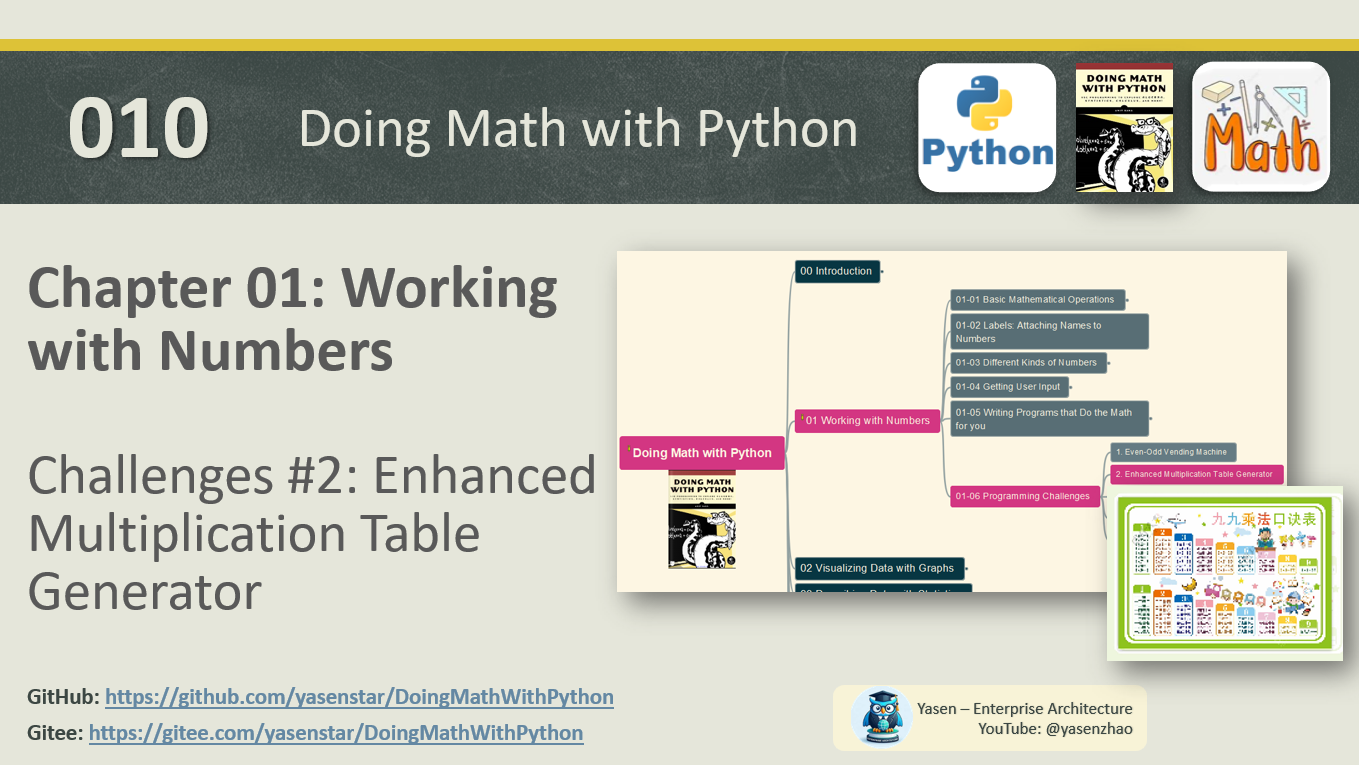 010
Doing Math with Python
Python
DOING MATH
WITH PYTHON
Math
Chapter 01: Working
with Numbers
Challenges #2: Enhanced
Multiplication Table
Generator
00 Introduction
01-01 Basic Mathematical Operations
01-02 Labels: Attaching Names to
Numbers
01-03 Different Kinds of Numbers
01-04 Getting User Input
01 Working with Numbers
01-05 Writing Programs that Do the Math
for you
Doing Math with Python
1. Even-Odd Vending Machine
2. Enhanced Multiplication Table Generator
01-06 Programming Challenges
DOING MATH
WITH PYTHON
02 Visualizing Data with Graphs
九九乘法口诀表
GitHub: https://github.com/yasenstar/DoingMathWithPython
Gitee: https://gitee.com/yasenstar/DoingMathWithPython
Yasen – Enterprise Architecture
YouTube: @yasenzhao